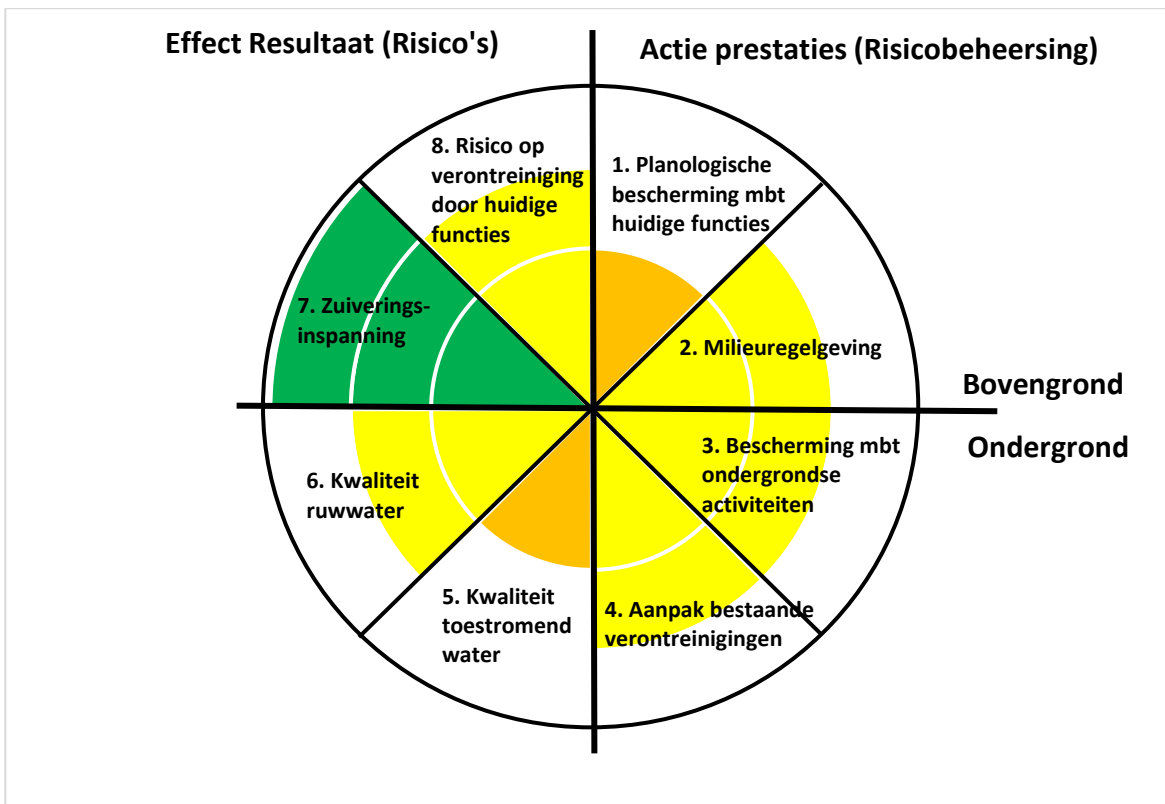 Effect Resultaat (Risico's)
Actie prestaties (Risicobeheersing)
8. Risico op
verontreiniging
door huidige
functies
1. Planologische
bescherming mbt
huidige functies
7. Zuiverings-
inspanning
2. Milieuregelgeving
Bovengrond
Ondergrond
3. Bescherming mbt
ondergrondse
activiteiten
6. Kwaliteit
ruwwater
5. Kwaliteit
toestromend
water
4. Aanpak bestaande
verontreinigingen